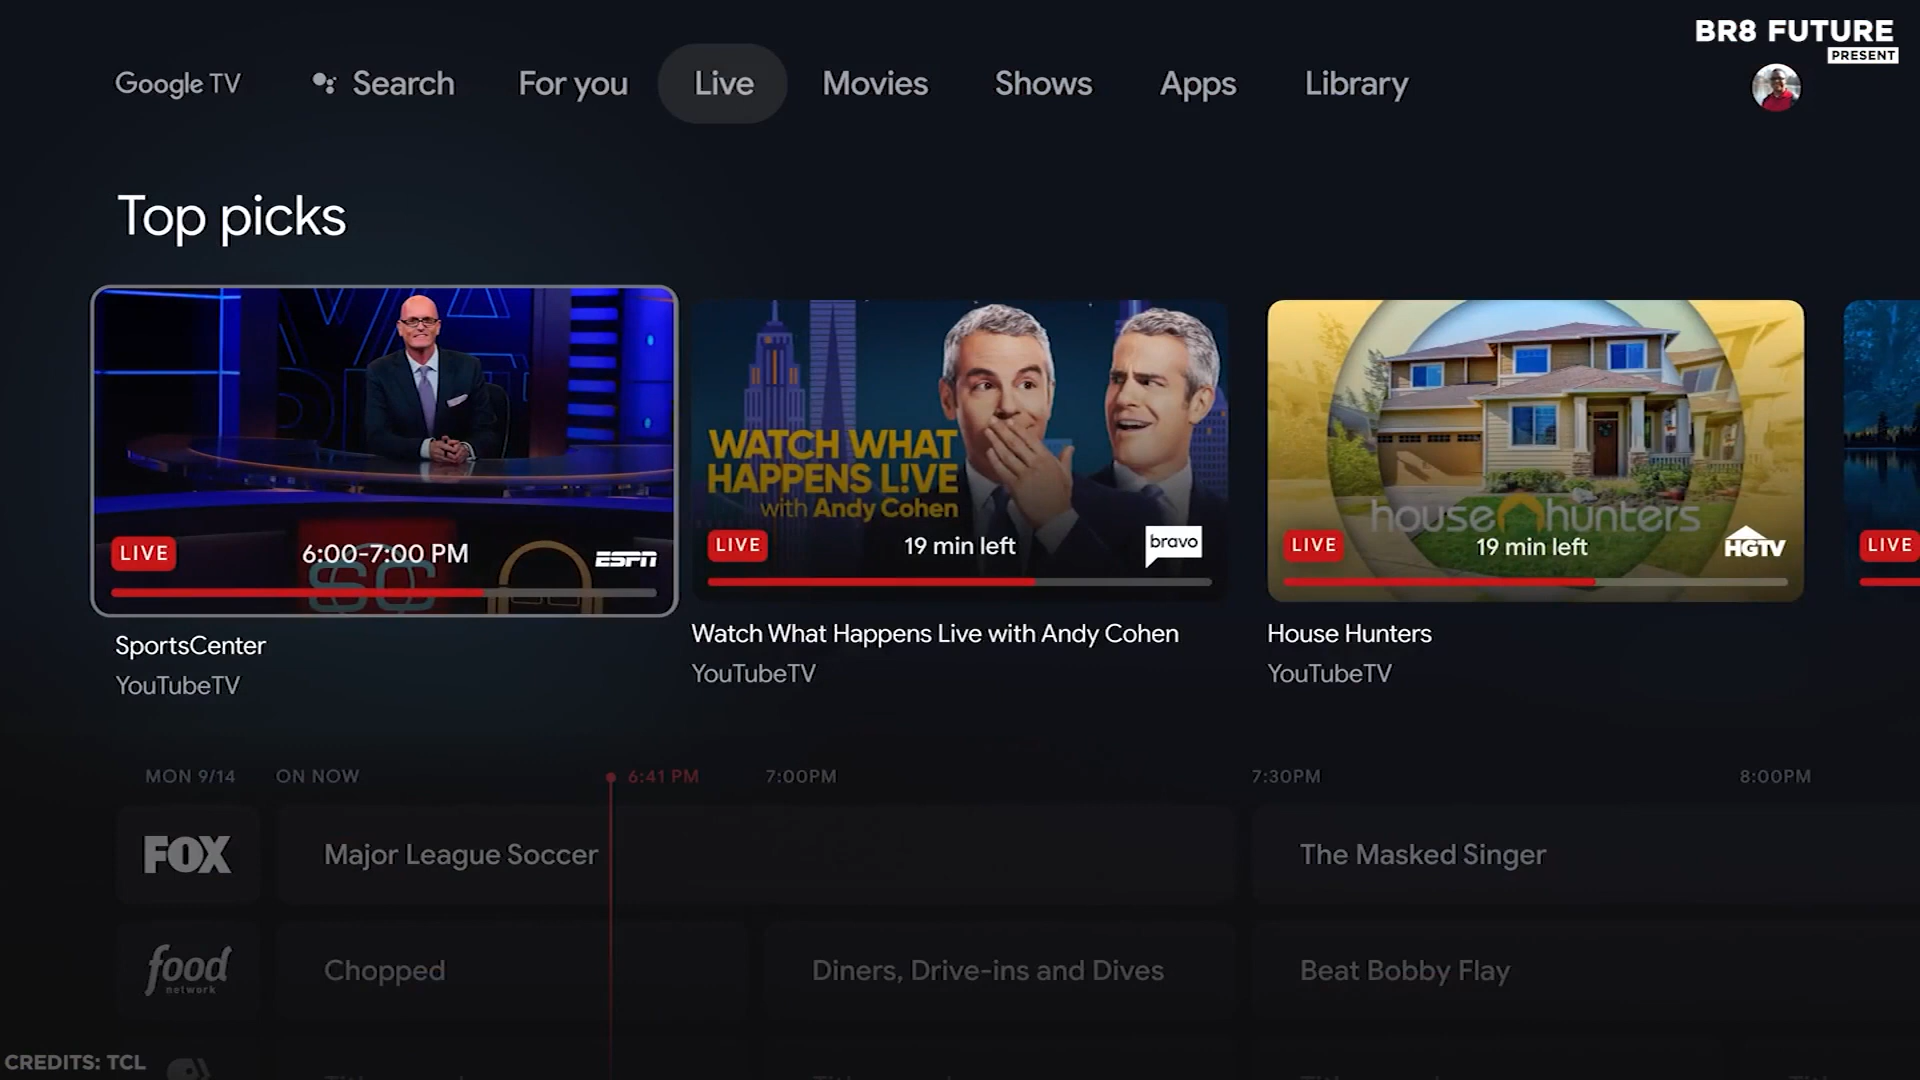 BR8 FUTURE
PRESENT
Google TV Search For you Live Movies Shows Apps Library
Top picks
LIVE 6:00-7:00 PM ESPN
SC
WATCH WHAT
HAPPENS L!VE
with Andy Cohen
LIVE 19 min left bravo
house hunters
LIVE 19 min left HGTV
LIVE
SportsCenter
YouTubeTV
Watch What Happens Live with Andy Cohen
YouTubeTV
House Hunters
YouTubeTV
MON 9/14 ON NOW 6:41 PM 7:00PM 7:30PM 8:00PM
FOX Major League Soccer The Masked Singer
food
network
Chopped Diners, Drive-ins and Dives Beat Bobby Flay
CREDITS: TCL